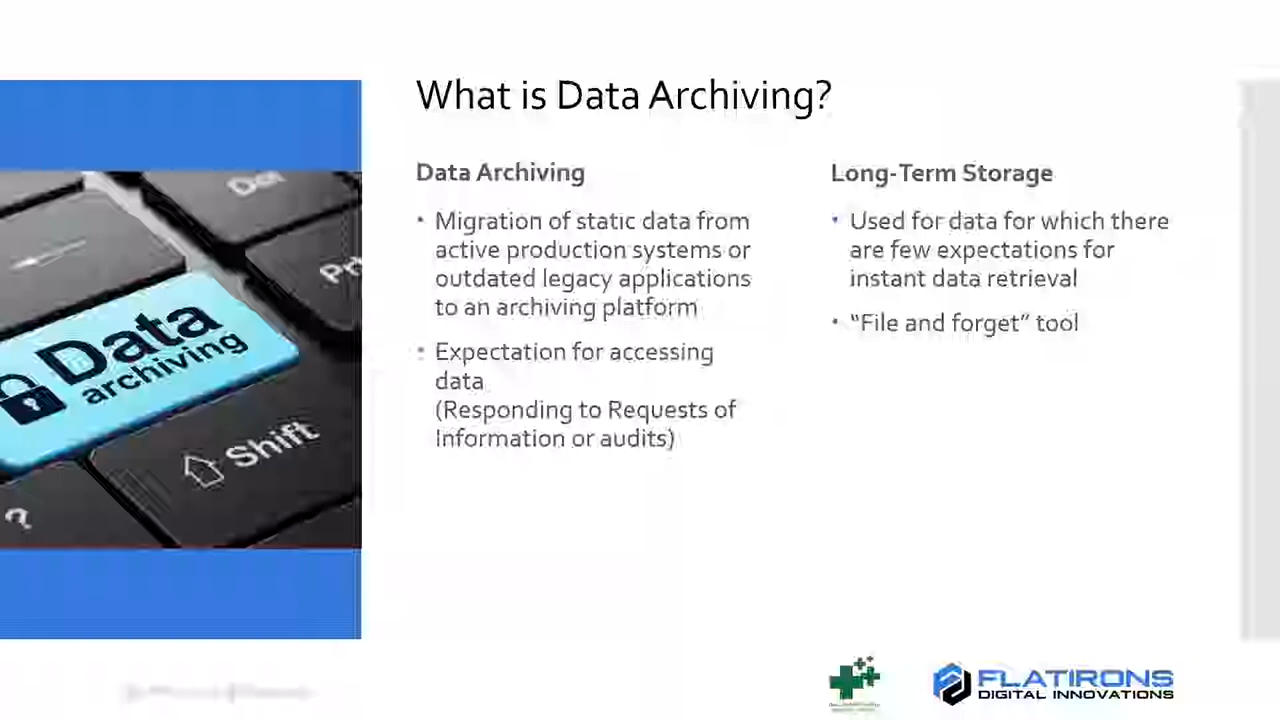 What is Data Archiving?
Data Archiving
• Migration of static data from
active production systems or
outdated legacy applications
to an archiving platform
• Expectation for accessing
data
(Responding to Requests of
Information or audits)
Long-Term Storage
• Used for data for which there
are few expectations for
instant data retrieval
• “File and forget” tool
Del
Data
archiving
Shift
?
FLATIRONS
DIGITAL INNOVATIONS